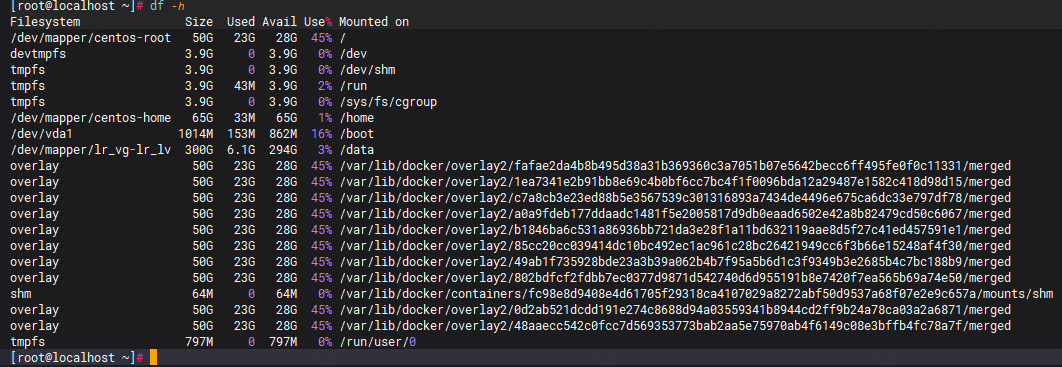 [root@localhost ~]# df -h
Filesystem Size Used Avail Use% Mounted on
/dev/mapper/centos-root 50G 23G 28G 45% /
devtmpfs 3.9G 0 3.9G 0% /dev
tmpfs 3.9G 0 3.9G 0% /dev/shm
tmpfs 3.9G 43M 3.9G 2% /run
tmpfs 3.9G 0 3.9G 0% /sys/fs/cgroup
/dev/mapper/centos-home 65G 33M 65G 1% /home
/dev/vda1 1014M 153M 862M 16% /boot
/dev/mapper/lr_vg-lr_lv 300G 6.1G 294G 3% /data
overlay 50G 23G 28G 45% /var/lib/docker/overlay2/fafae2da4b8b495d38a31b369360c3a7051b07e5642becc6ff495fe0f0c11331/merged
overlay 50G 23G 28G 45% /var/lib/docker/overlay2/1ea7341e2b91bb8e69c4b0bf6cc7bc4f1f0096bda12a29487e1582c418d98d15/merged
overlay 50G 23G 28G 45% /var/lib/docker/overlay2/c7a8cb3e23ed88b5e3567539c301316893a7434de4496e675ca6dc33e797df78/merged
overlay 50G 23G 28G 45% /var/lib/docker/overlay2/a0a9fdeb177ddaadc1481f5e2005817d9db0eaad6502e42a8b82479cd50c6067/merged
overlay 50G 23G 28G 45% /var/lib/docker/overlay2/b1846ba6c531a86936bb721da3e28f1a11bd632119aae8d5f27c41ed457591e1/merged
overlay 50G 23G 28G 45% /var/lib/docker/overlay2/85cc20cc039414dc10bc492ec1ac961c28bc26421949cc6f3b66e15248af4f30/merged
overlay 50G 23G 28G 45% /var/lib/docker/overlay2/49ab1f735928bde23a3b39a062b4b7f95a5b6d1c3f9349b3e2685b4c7bc188b9/merged
overlay 50G 23G 28G 45% /var/lib/docker/overlay2/802bdfcf2fdbb7ec0377d9871d542740d6d955191b8e7420f7ea565b69a74e50/merged
shm 64M 0 64M 0% /var/lib/docker/containers/fc98e8d9408e4d61705f29318ca4107029a8272abf50d9537a68f07e2e9c657a/mounts/shm
overlay 50G 23G 28G 45% /var/lib/docker/overlay2/0d2ab521dcdd191e274c8688d94a03559341b8944cd2ff9b24a78ca03a2a6871/merged
overlay 50G 23G 28G 45% /var/lib/docker/overlay2/48aaecc542c0fcc7d569353773bab2aa5e75970ab4f6149c08e3bffb4fc78a7f/merged
tmpfs 797M 0 797M 0% /run/user/0
[root@localhost ~]#